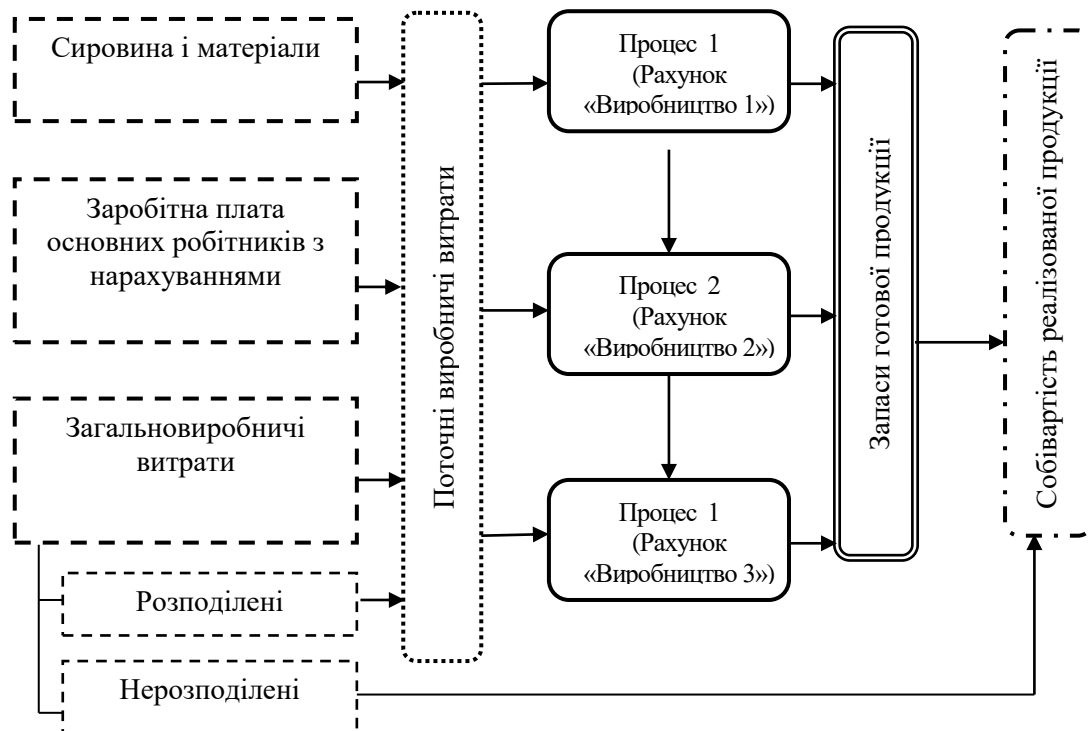 Сировина і матеріали
Заробітна плата
основних робітників з
нарахуваннями
Загальновиробничі
витрати
Розподілені
Нерозподілені
Поточні виробничі витрати
Процес 1
(Рахунок
«Виробництво 1»)
Процес 2
(Рахунок
«Виробництво 2»)
Процес 1
(Рахунок
«Виробництво 3»)
Запаси готової продукції
Собівартість реалізованої продукції